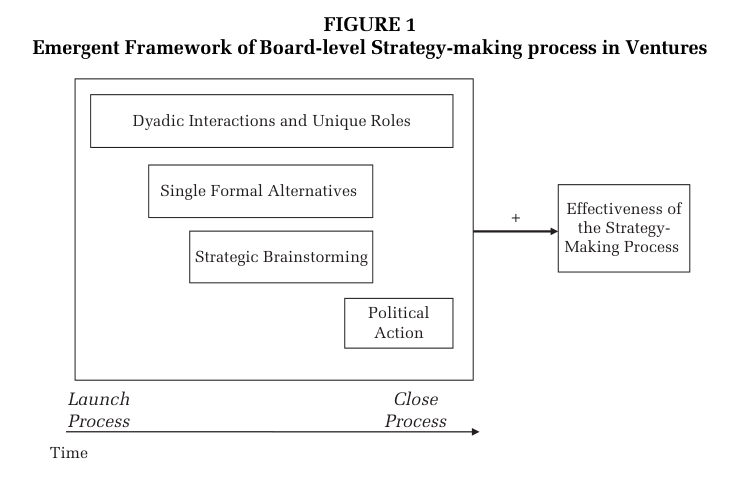 FIGURE 1
Emergent Framework of Board-level Strategy-making process in Ventures
Dyadic Interactions and Unique Roles
Single Formal Alternatives
Strategic Brainstorming
Political
Action
+
Effectiveness of
the Strategy-
Making Process
Launch
Process
Close
Process
Time